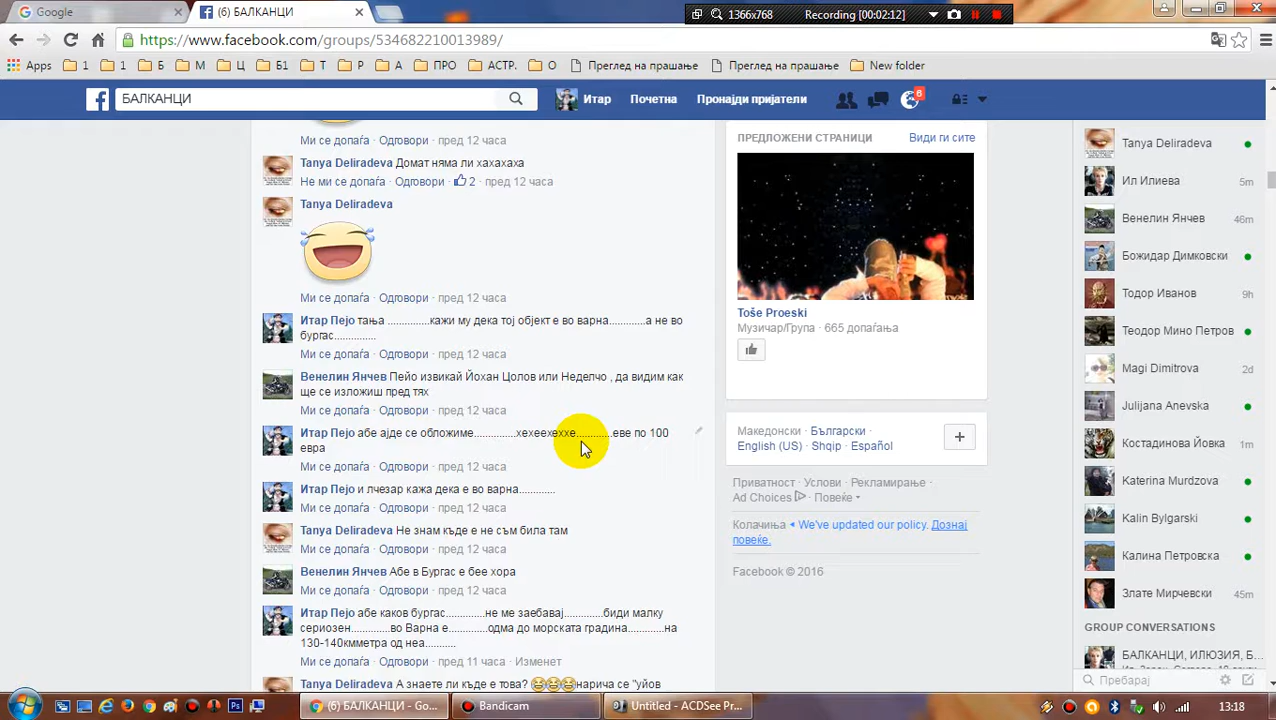 Google
(6) БАЛКАНЦИ
1366x768
Recording [00:02:12]
https://www.facebook.com/groups/534682210013989/
Apps 1 1 Б М Ц Б1 Т Р А ПРО АСТР. О Преглед на прашање Преглед на прашање New folder
БАЛКАНЦИ
Итар Почетна Пронајди пријатели 8
Ми се допаѓа · Одговори · пред 12 часа
Tanya Deliradeva Домат няма ли хахахаха
Не ми се допаѓа · Одговори · 2 · пред 12 часа
Tanya Deliradeva
Ми се допаѓа · Одговори · пред 12 часа
Итар Пејо тања..............кажи му дека тој објект е во варна............а не во
бургас..............
Ми се допаѓа · Одговори · пред 12 часа
Венелин Янчев Пейо извикай Йохан Цолов или Неделчо , да видим как
ще се изложиш пред тях
Ми се допаѓа · Одговори · пред 12 часа
Итар Пејо абе ајде се обложиме..............хехеехеххе............еве по 100
евра
Ми се допаѓа · Одговори · пред 12 часа
Итар Пејо и лчезар кажа дека е во варна............
Ми се допаѓа · Одговори · пред 12 часа
Tanya Deliradeva Не знам къде е не съм била там
Ми се допаѓа · Одговори · пред 12 часа
Венелин Янчев Абе в Бургас е бее хора
Ми се допаѓа · Одговори · пред 12 часа
Итар Пејо абе каков бургас............не ме заебавај............биди малку
сериозен............во Варна е............одма до морската градина............на
130-140кмметра од неа...........
Ми се допаѓа · Одговори · пред 11 часа · Изменет
Tanya Deliradeva А знаете ли къде е това? нарича се "уйов
ПРЕДЛОЖЕНИ СТРАНИЦИ Види ги сите
Toše Proeski
Музичар/Група · 665 допаѓања
Македонски · Български ·
English (US) · Shqip · Español
Приватност · Услови · Рекламирање ·
Ad Choices · Повеќе
Колачиња We've updated our policy. Дознај
повеќе.
Facebook © 2016
Tanya Deliradeva
Ил Илиева 5m
Венелин Янчев 46m
Божидар Димковски
Тодор Иванов 9h
Теодор Мино Петров
Magi Dimitrova 2d
Julijana Anevska
Костадинова Йовка 1m
Katerina Murdzova
Kalin Bylgarski
Калина Петровска
Злате Мирчевски 45m
GROUP CONVERSATIONS
БАЛКАНЦИ, ИЛЮЗИЯ, Б...
Пребарај
(6) БАЛКАНЦИ - Go...
Bandicam
Untitled - ACDSee Pr...
13:18